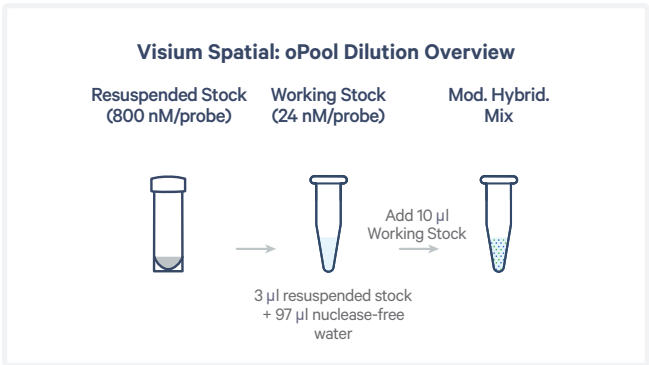 Visium Spatial: oPool Dilution Overview
Resuspended Stock
(800 nM/probe)
Working Stock
(24 nM/probe)
Mod. Hybrid.
Mix
Add 10 µl
Working Stock
3 µl resuspended stock
+ 97 µl nuclease-free
water